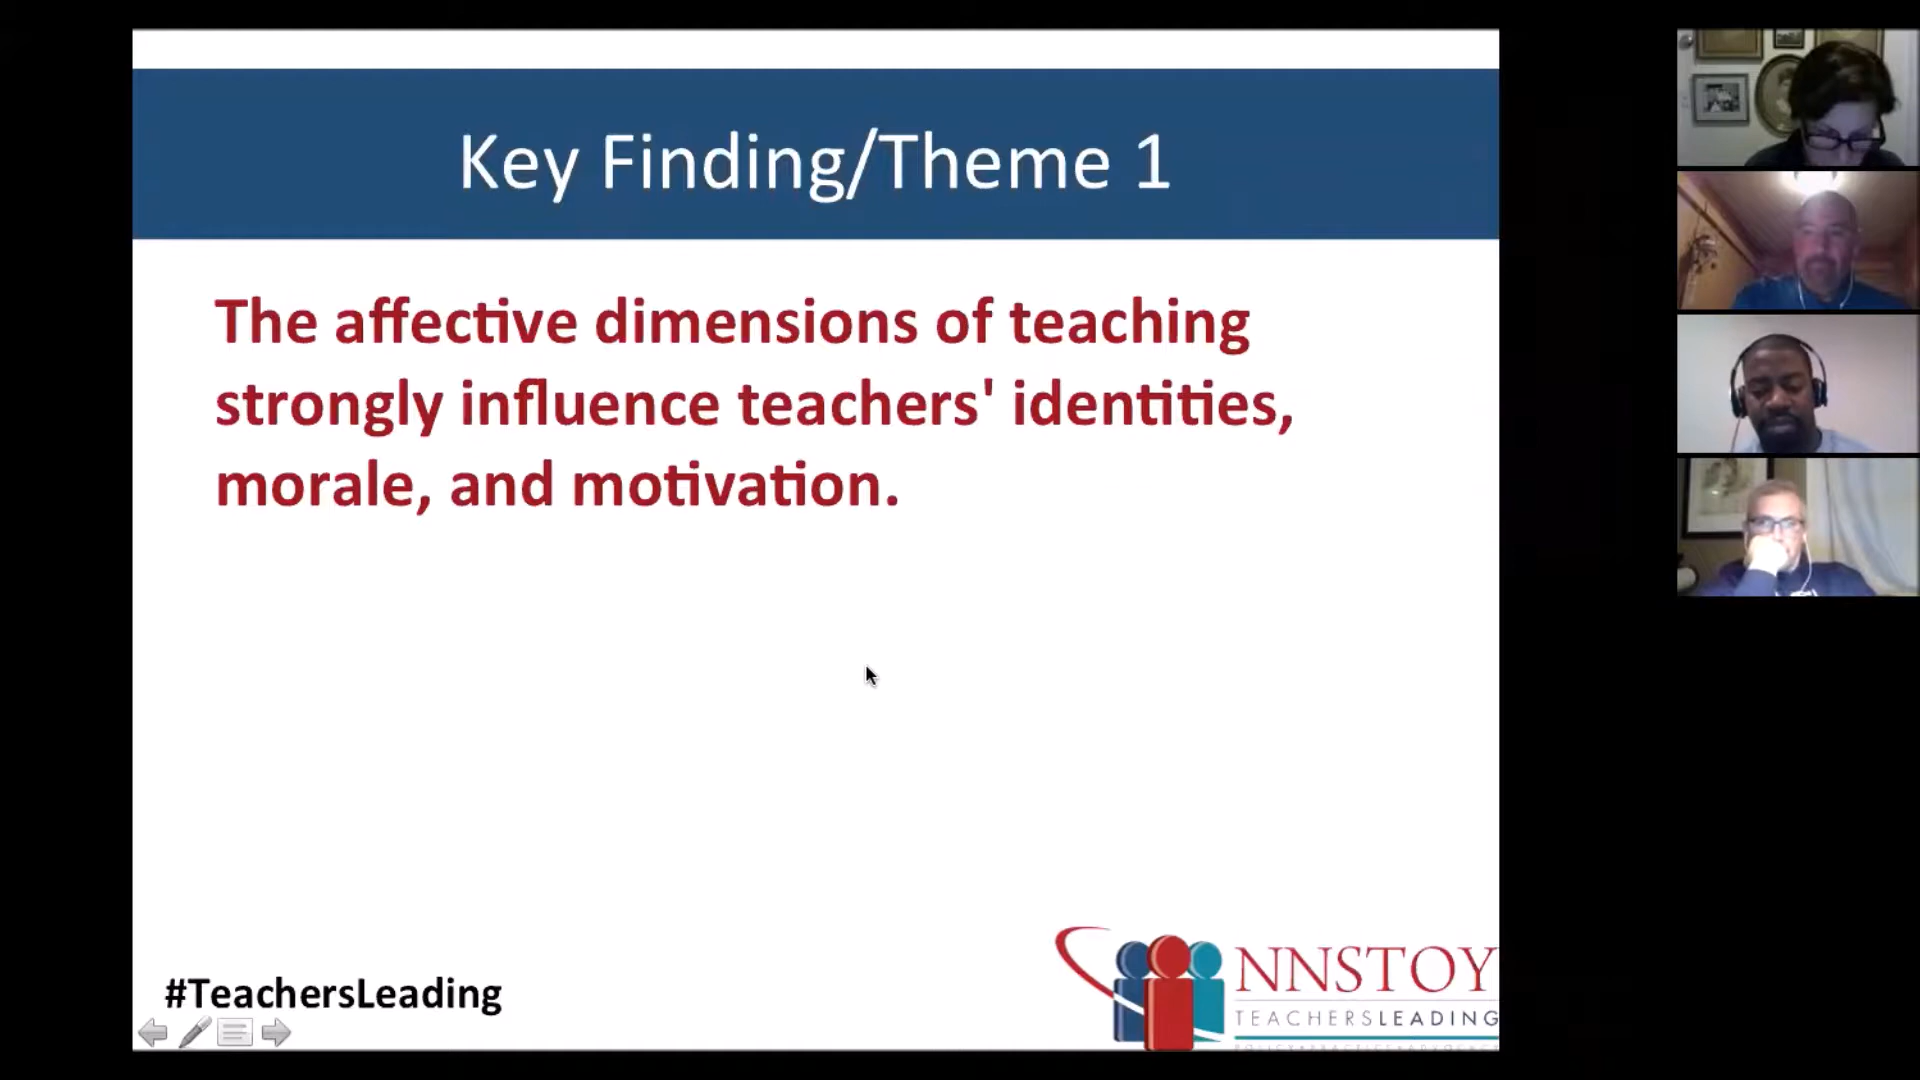 Key Finding/Theme 1
The affective dimensions of teaching
strongly influence teachers' identities,
morale, and motivation.
#TeachersLeading
NNSTOY
TEACHERSLEADING